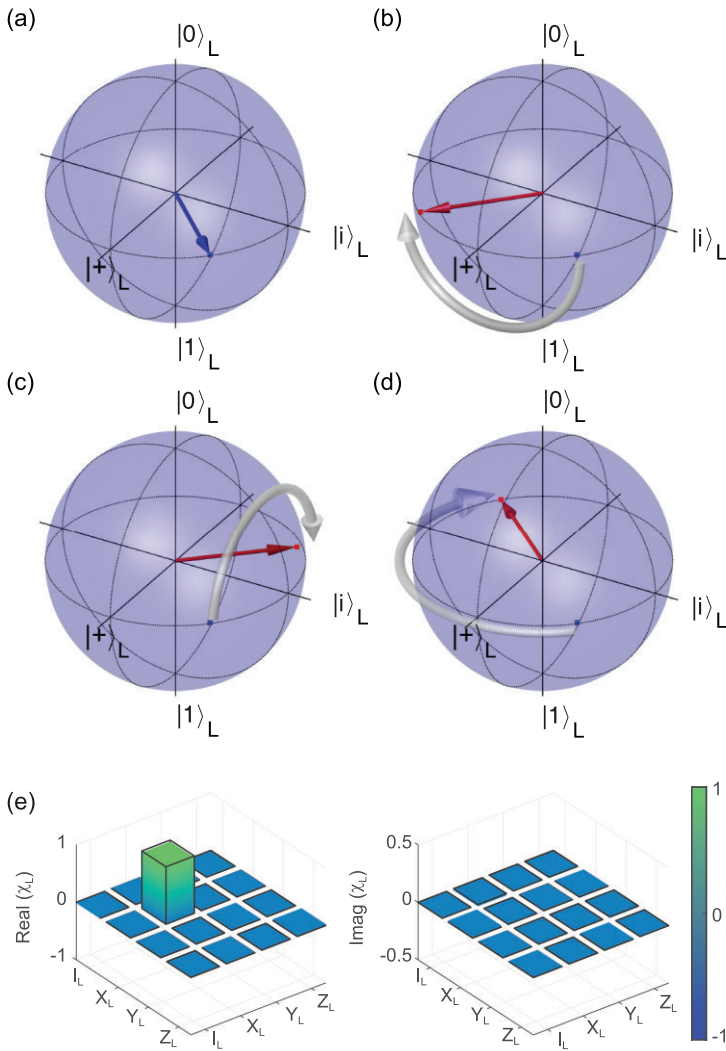 (a)
|0⟩L
|i⟩L
|+⟩L
|1⟩L
(b)
|0⟩L
|i⟩L
|+⟩L
|1⟩L
(c)
|0⟩L
|i⟩L
|+⟩L
|1⟩L
(d)
|0⟩L
|i⟩L
|+⟩L
|1⟩L
(e)
Real (χL)
1
0
-1
IL
XL
YL
ZL
IL
XL
YL
ZL
Imag (χL)
0.5
0
-0.5
IL
XL
YL
ZL
IL
XL
YL
ZL
1
0
-1